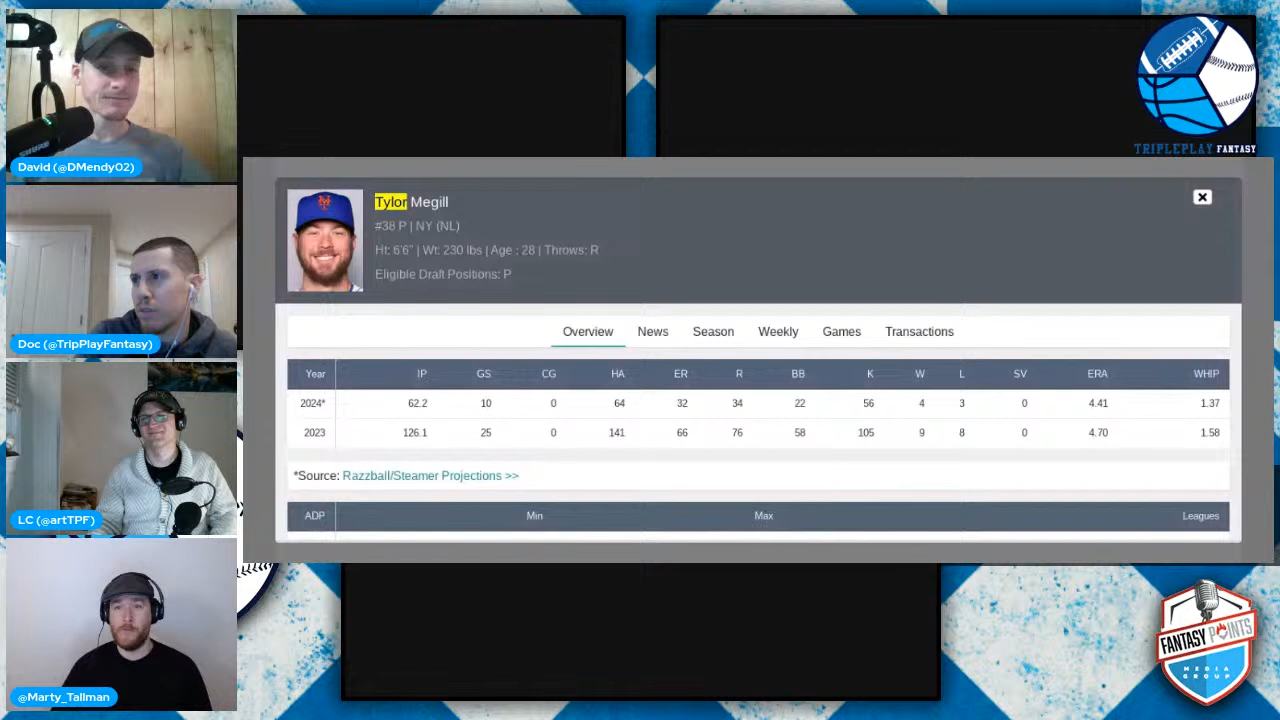 SHURE
David (@DMendy02)
Doc (@TripPlayFantasy)
LC (@artTPF)
@Marty_Tallman
TRIPLEPLAY FANTASY
Tylor Megill
#38 P | NY (NL)
Ht: 6'6" | Wt: 230 lbs | Age : 28 | Throws: R
Eligible Draft Positions: P
Overview News Season Weekly Games Transactions
Year IP GS CG HA ER R BB K W L SV ERA WHIP
2024* 62.2 10 0 64 32 34 22 56 4 3 0 4.41 1.37
2023 126.1 25 0 141 66 76 58 105 9 8 0 4.70 1.58
*Source: Razzball/Steamer Projections >>
ADP Min Max Leagues
FANTASY POINTS
MEDIA
GROUP